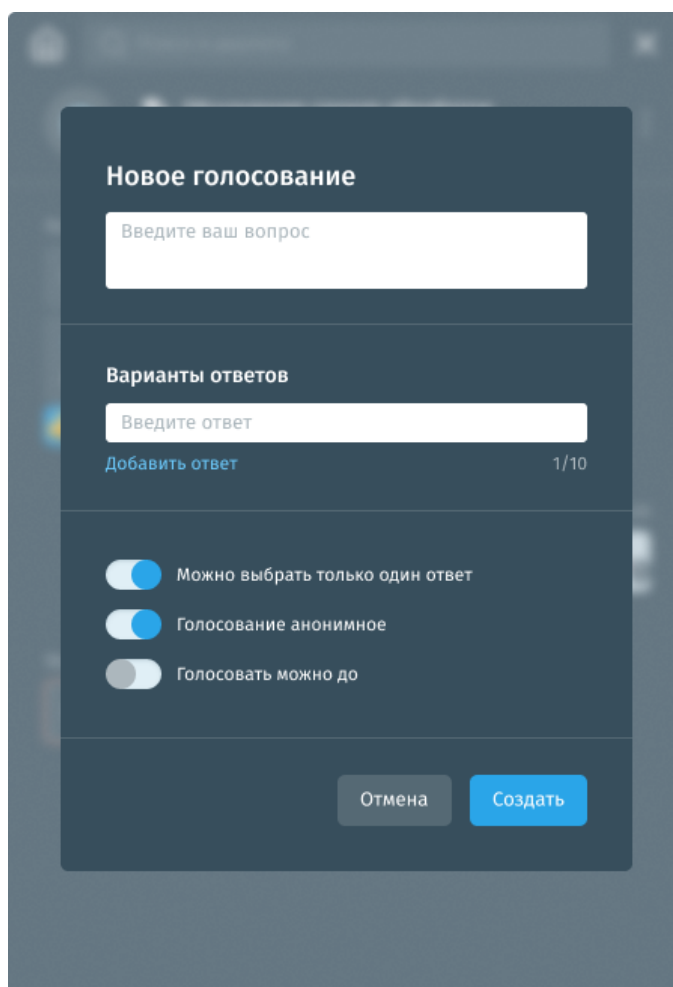 Новое голосование
Введите ваш вопрос
Варианты ответов
Введите ответ
Добавить ответ 1/10
Можно выбрать только один ответ
Голосование анонимное
Голосовать можно до
Отмена Создать